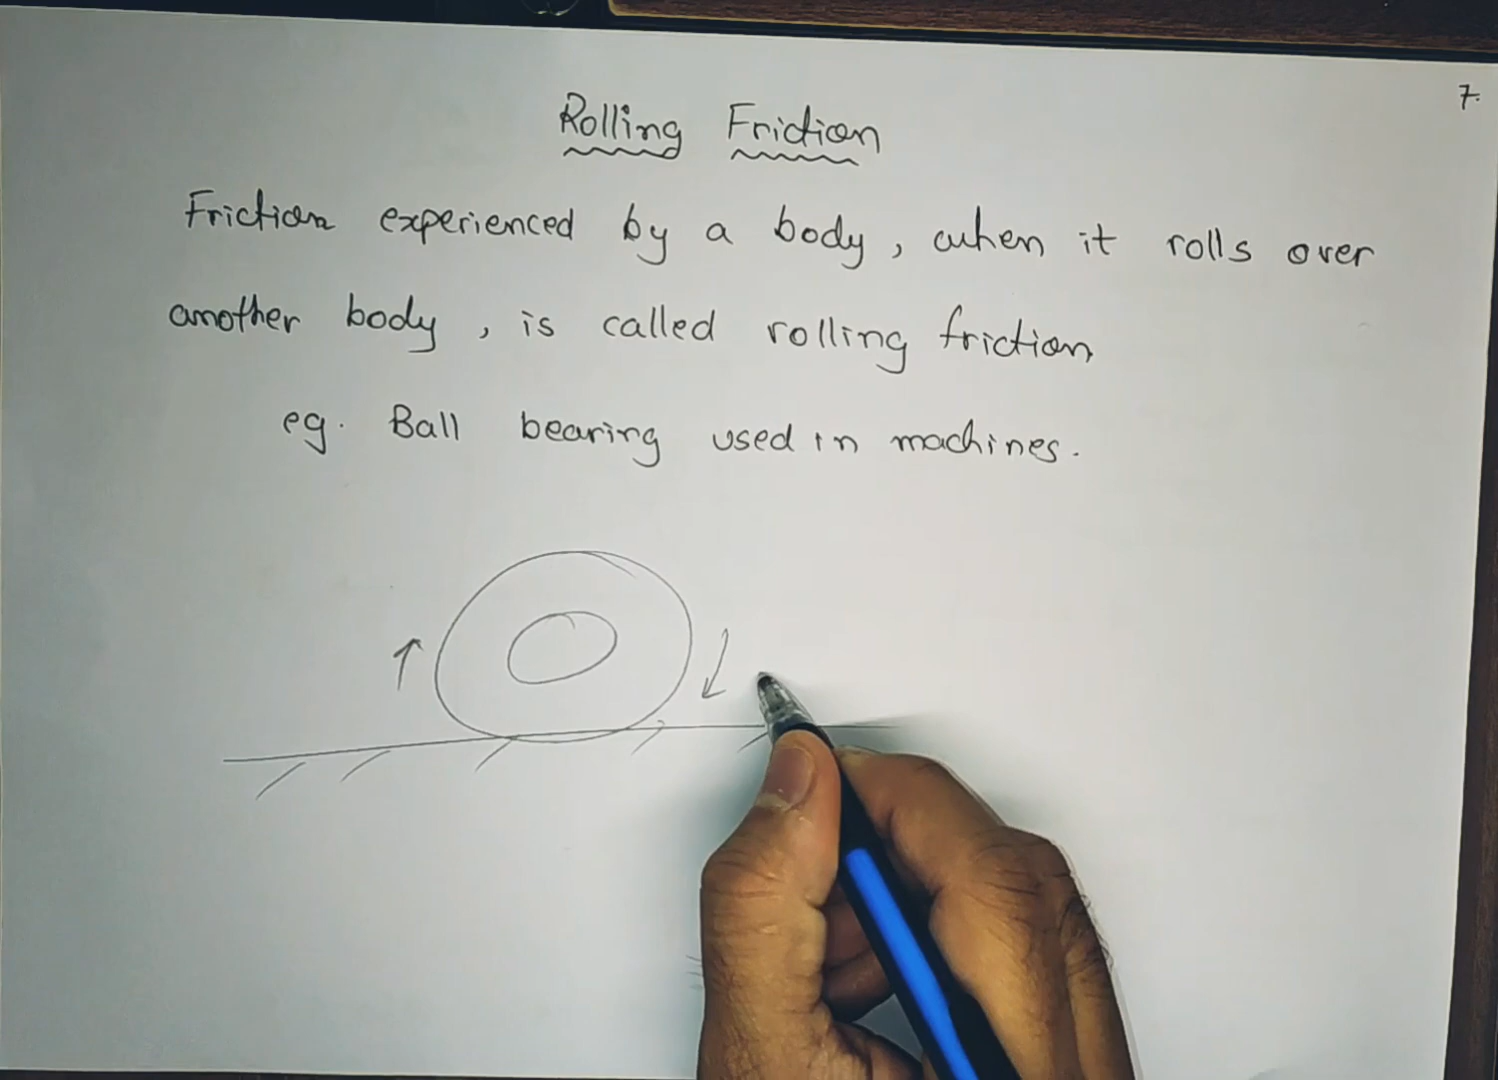 7.
Rolling Friction
Friction experienced by a body, when it rolls over
another body, is called rolling friction
eg. Ball bearing used in machines.